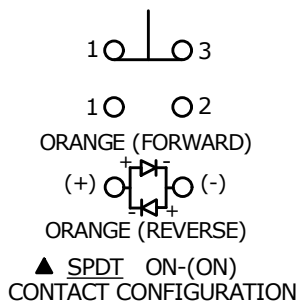 1 3
1 2
ORANGE (FORWARD)
+ -
(+) (-)
- +
ORANGE (REVERSE)
▲ SPDT ON-(ON)
CONTACT CONFIGURATION